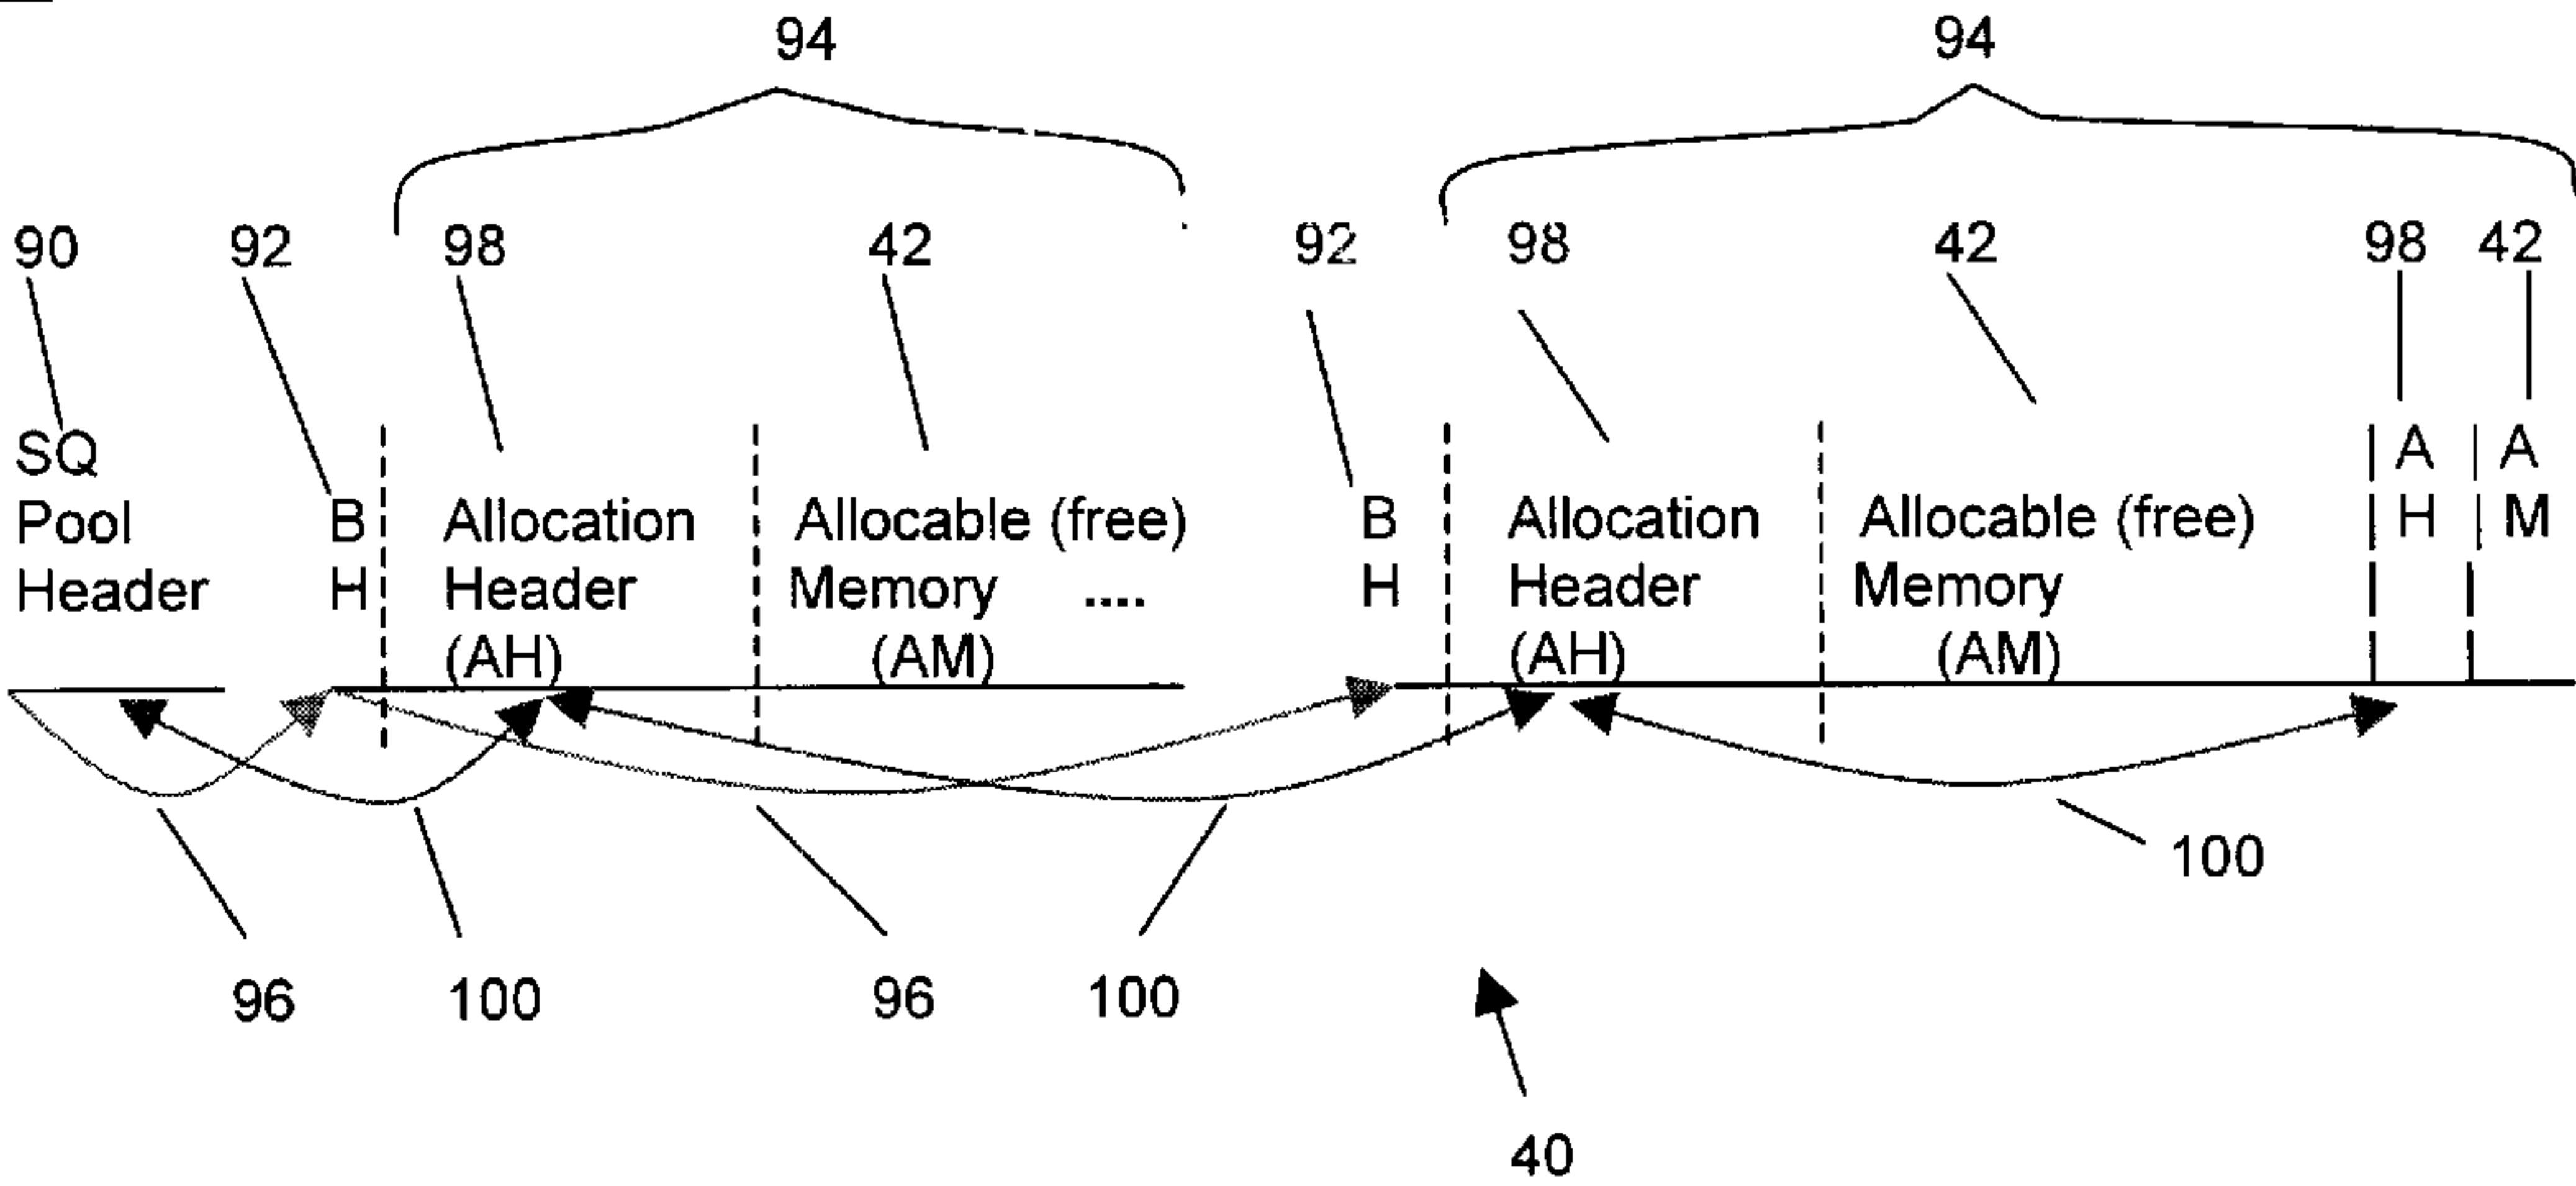 94 94
90 92 98 42 92 98 42 98 42
SQ A A
Pool B Allocation Allocable (free) B Allocation Allocable (free) H M
Header H Header Memory .... H Header Memory
(AH) (AM) (AH) (AM)
100
96 100 96 100
40